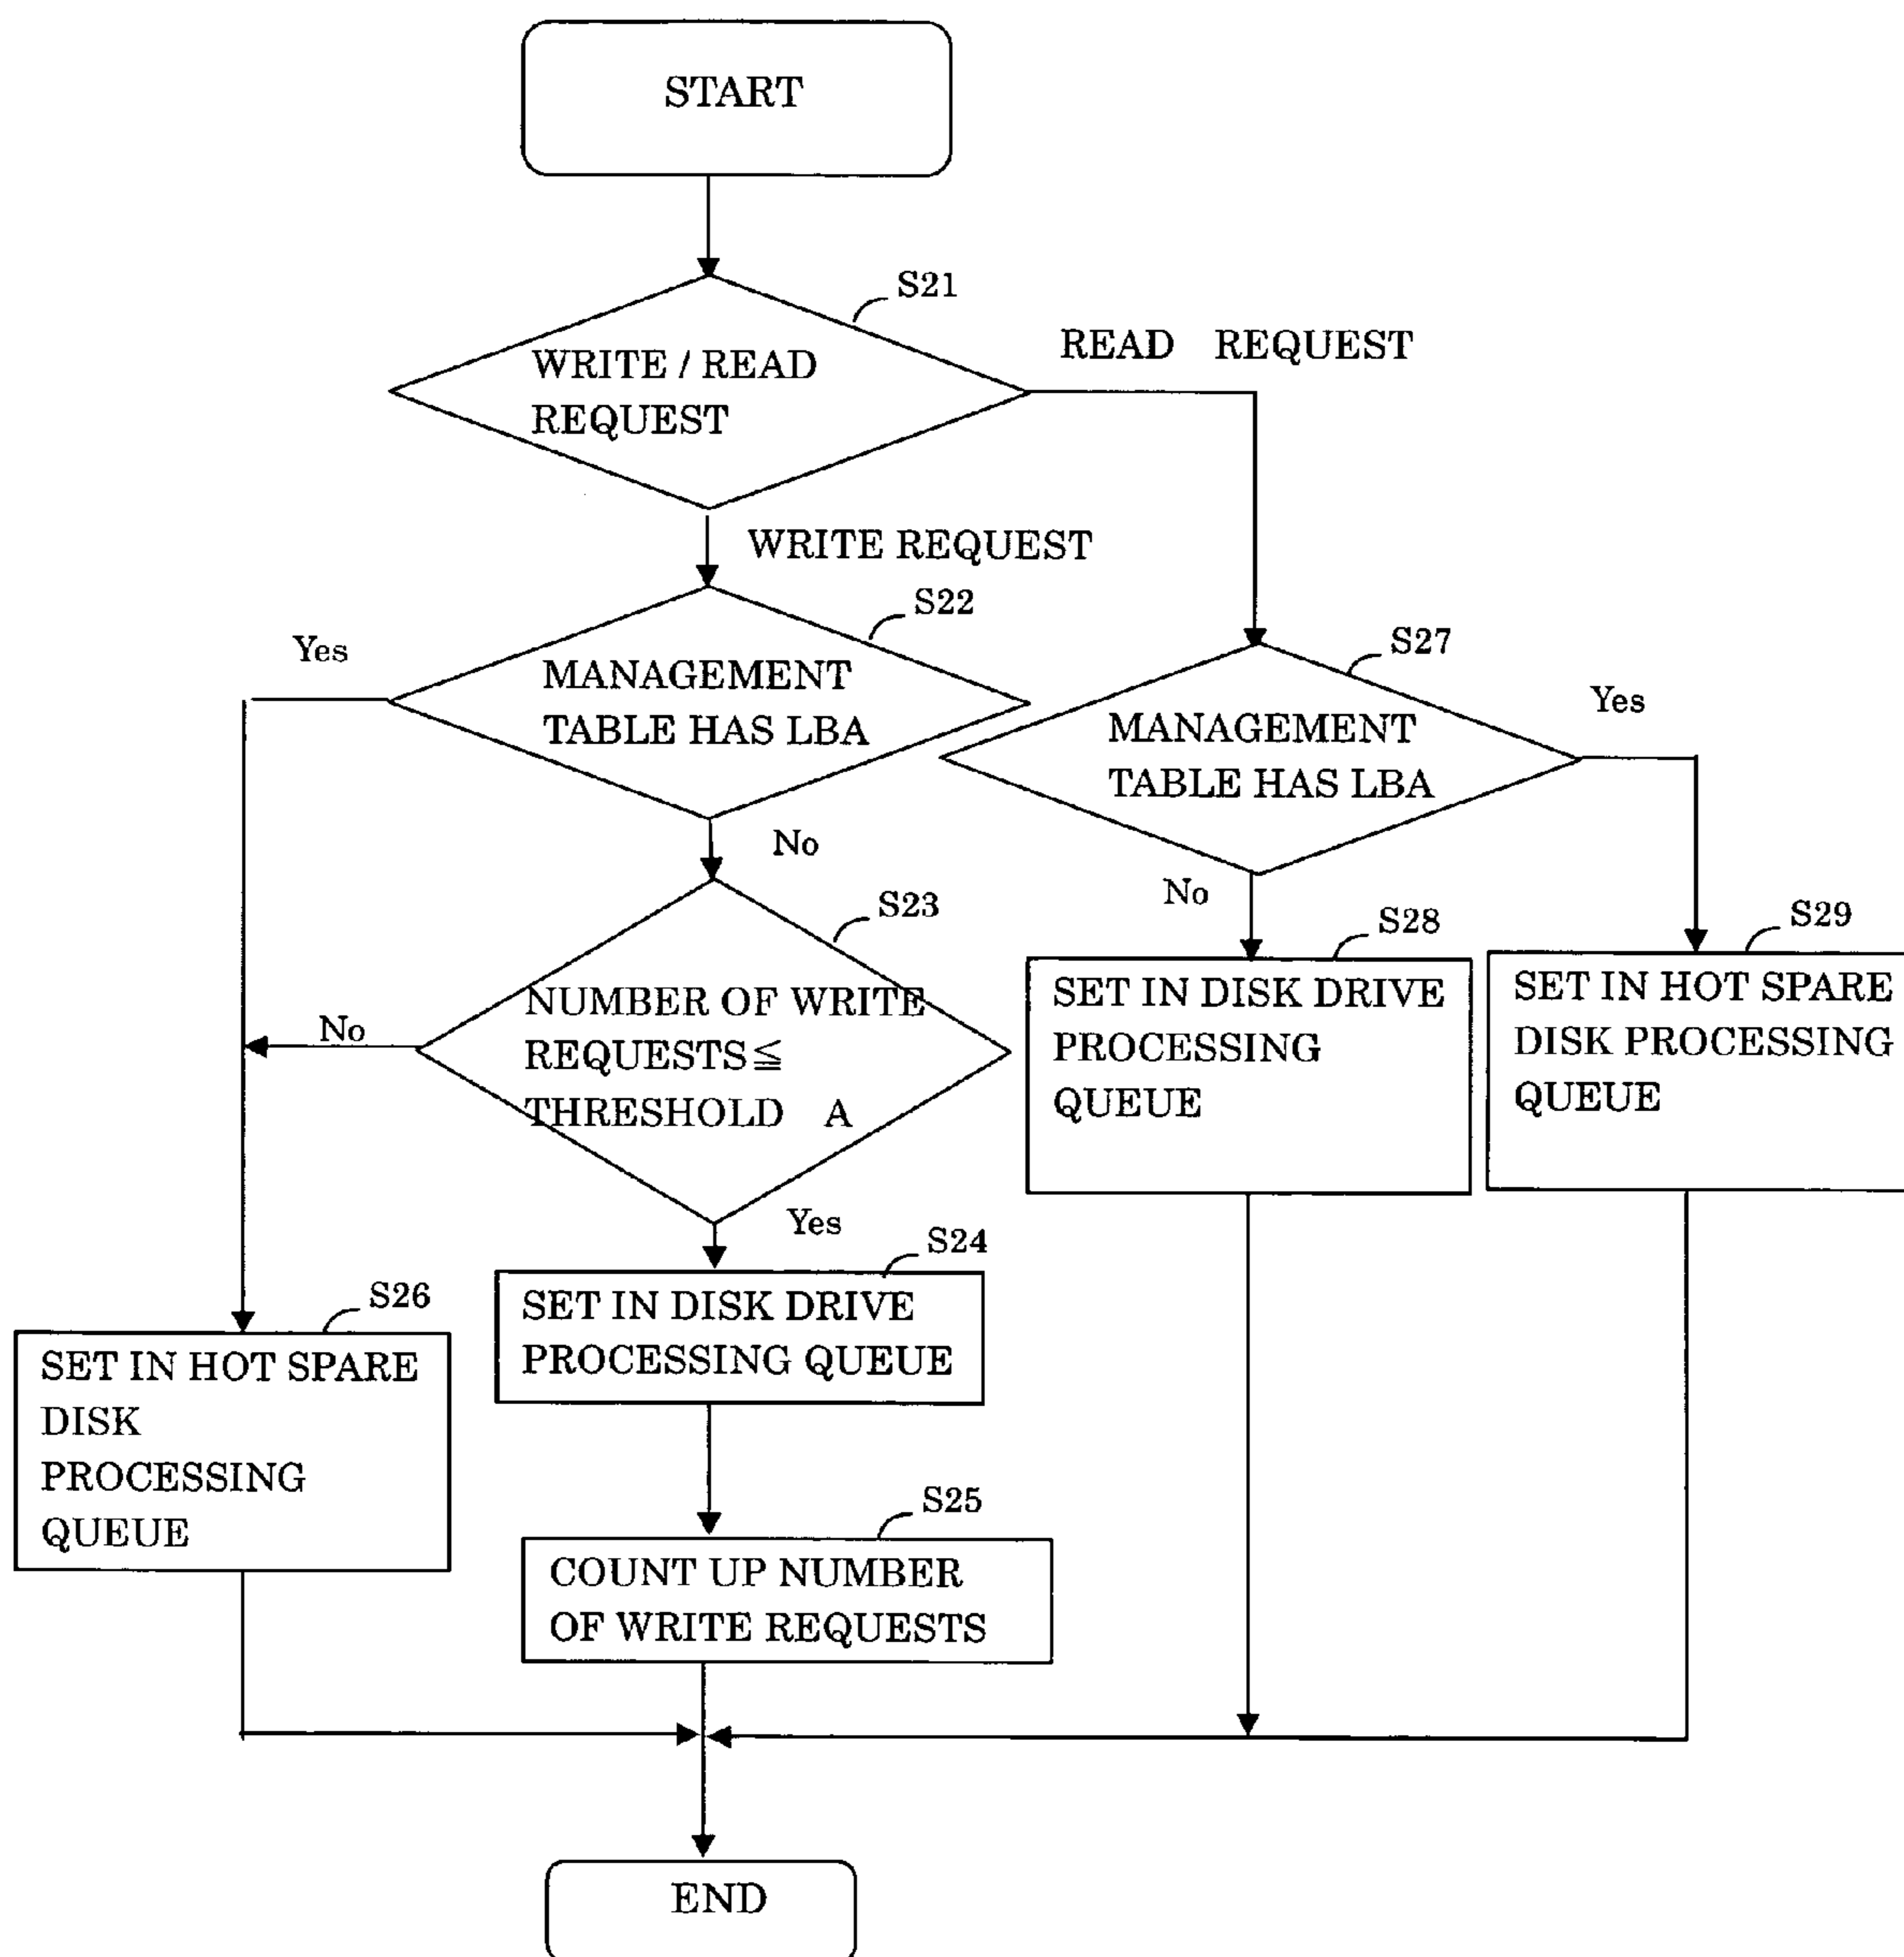 START
S21
WRITE / READ
REQUEST
READ REQUEST
WRITE REQUEST
S22
Yes
MANAGEMENT
TABLE HAS LBA
S27
Yes
MANAGEMENT
TABLE HAS LBA
No
No
S23
NUMBER OF WRITE
REQUESTS≦
THRESHOLD A
No
Yes
S28
SET IN DISK DRIVE
PROCESSING
QUEUE
S29
SET IN HOT SPARE
DISK PROCESSING
QUEUE
S24
SET IN DISK DRIVE
PROCESSING QUEUE
S26
SET IN HOT SPARE
DISK
PROCESSING
QUEUE
S25
COUNT UP NUMBER
OF WRITE REQUESTS
END